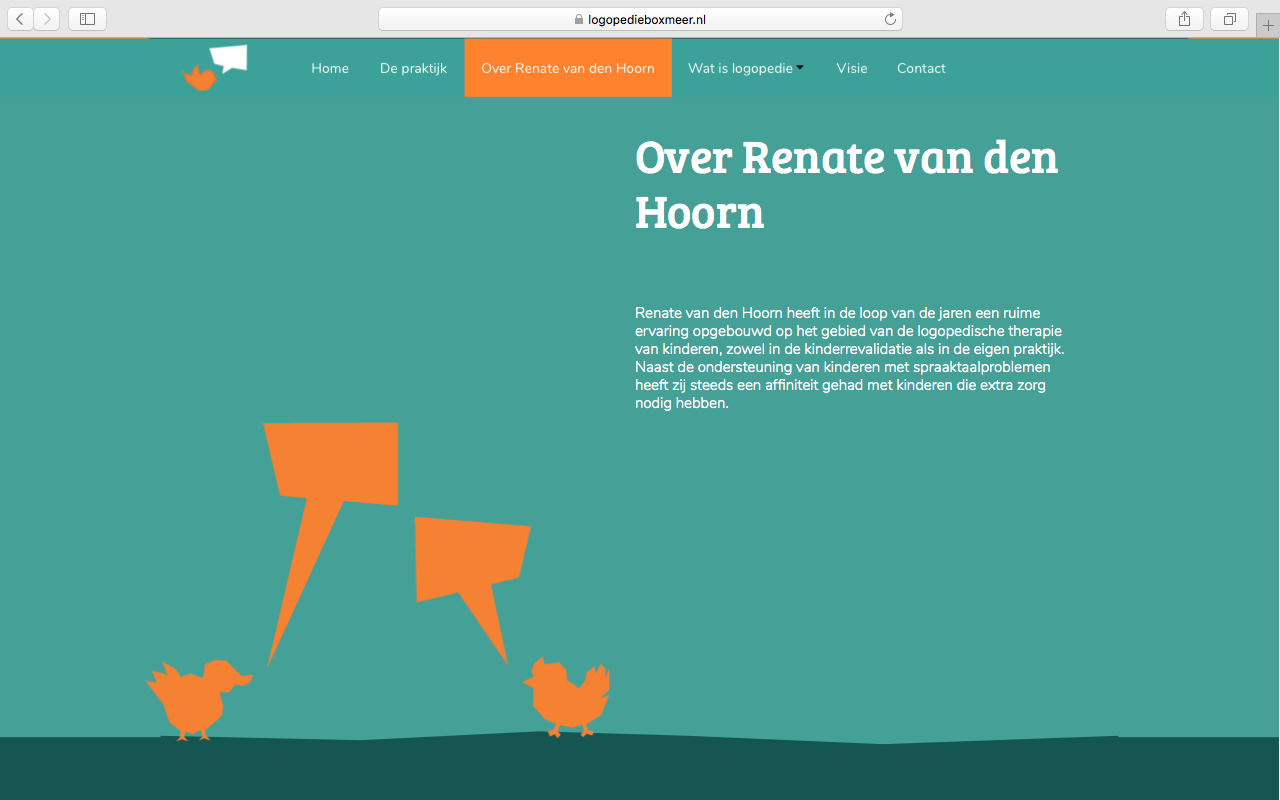 logopedieboxmeer.nl
Home De praktijk Over Renate van den Hoorn Wat is logopedie Visie Contact
Over Renate van den
Hoorn
Renate van den Hoorn heeft in de loop van de jaren een ruime
ervaring opgebouwd op het gebied van de logopedische therapie
van kinderen, zowel in de kinderrevalidatie als in de eigen praktijk.
Naast de ondersteuning van kinderen met spraaktaalproblemen
heeft zij steeds een affiniteit gehad met kinderen die extra zorg
nodig hebben.